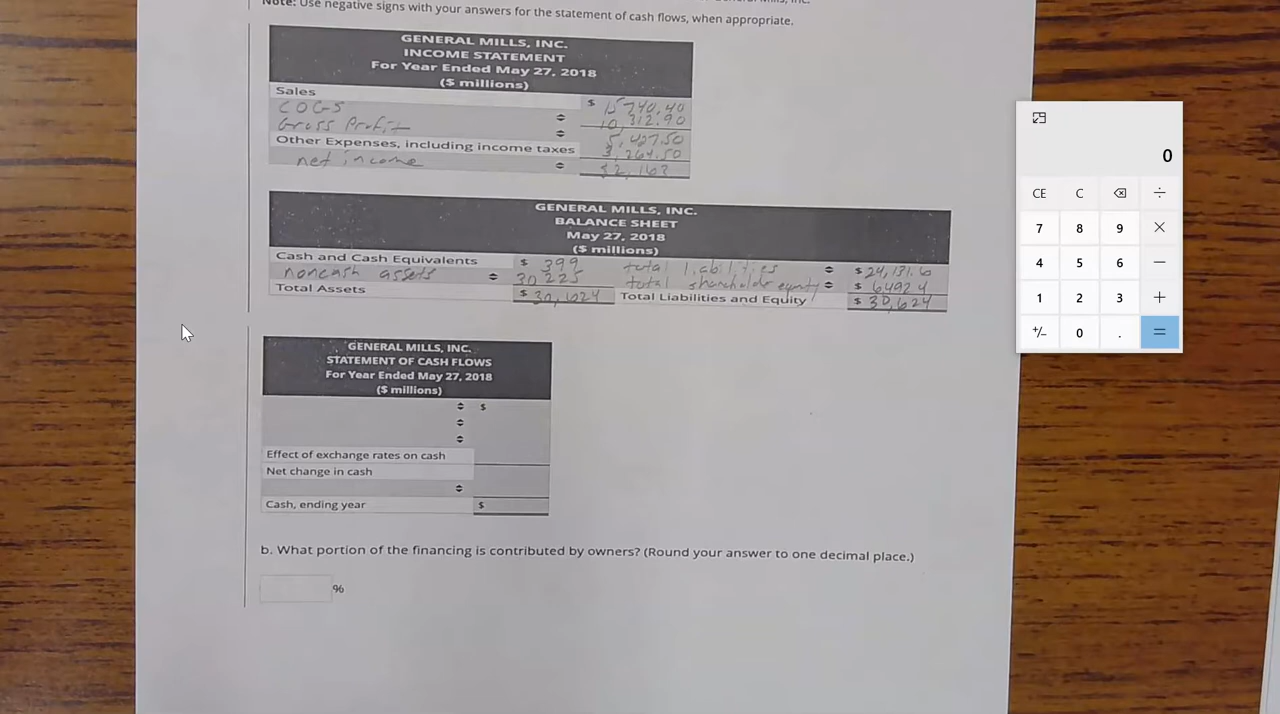 Note: Use negative signs with your answers for the statement of cash flows, when appropriate.
GENERAL MILLS, INC.
INCOME STATEMENT
For Year Ended May 27, 2018
($ millions)
Sales $ 15 740.40
COGS 10,312.90
Gross Profit 5,427.50
Other Expenses, including income taxes 3,264.50
net income $2,163
GENERAL MILLS, INC.
BALANCE SHEET
May 27, 2018
($ millions)
Cash and Cash Equivalents $ 399 total liabilities $24,131.6
noncash assets 30 225 total shareholder equity $ 6492.4
Total Assets $ 30,624 Total Liabilities and Equity $ 30,624
GENERAL MILLS, INC.
STATEMENT OF CASH FLOWS
For Year Ended May 27, 2018
($ millions)
$
Effect of exchange rates on cash
Net change in cash
Cash, ending year $
b. What portion of the financing is contributed by owners? (Round your answer to one decimal place.)
%
0
CE C ⌫ ÷
7 8 9 ×
4 5 6 −
1 2 3 +
+/− 0 . =